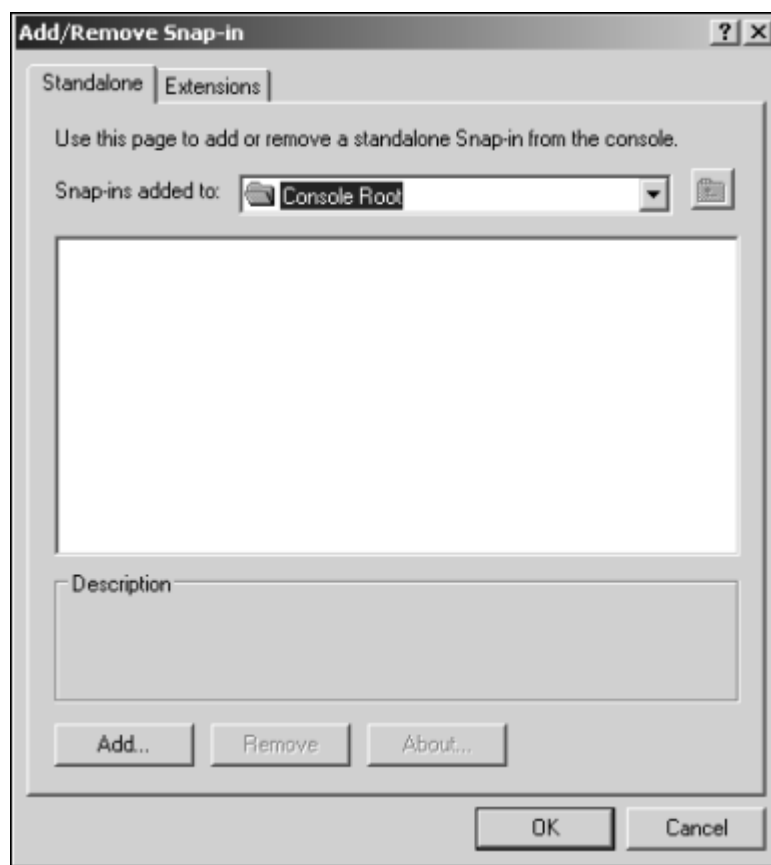 Add/Remove Snap-in
Standalone Extensions
Use this page to add or remove a standalone Snap-in from the console.
Snap-ins added to: Console Root
Description
Add... Remove About...
OK Cancel